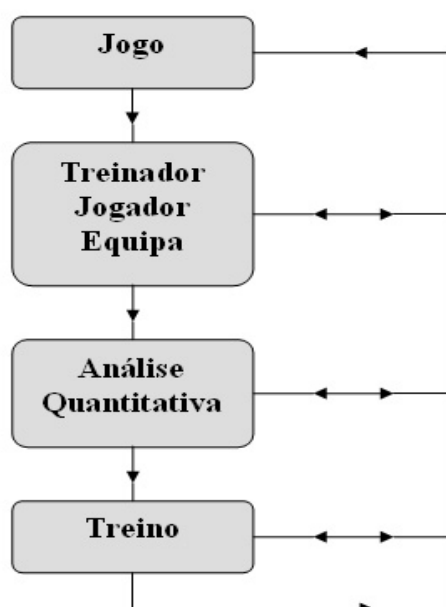 Jogo
Treinador
Jogador
Equipa
Análise
Quantitativa
Treino